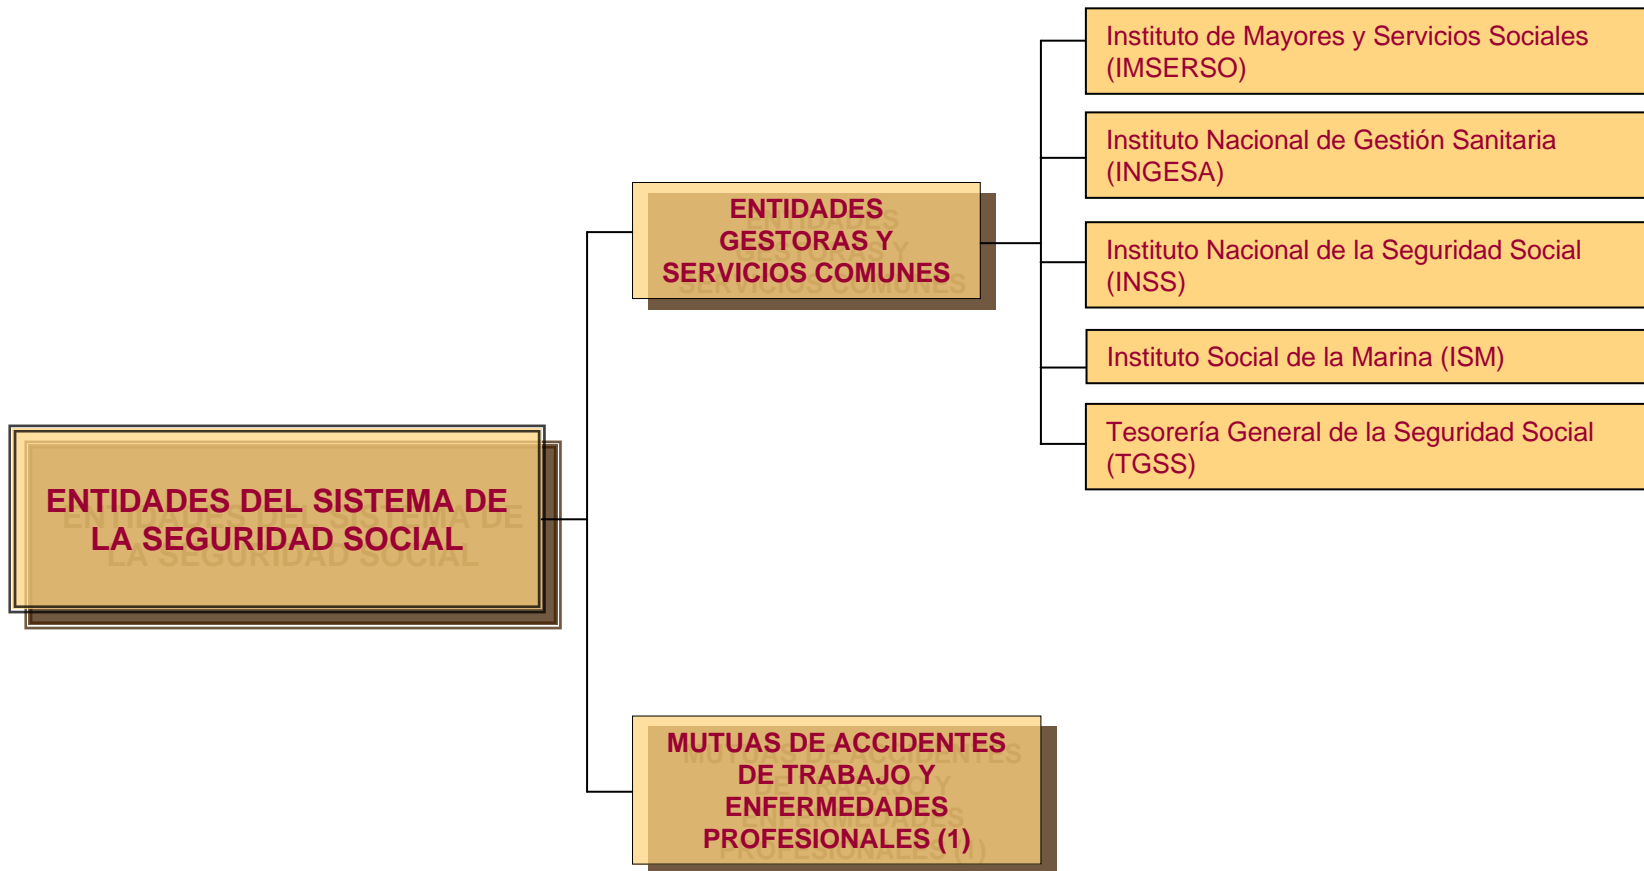 ENTIDADES DEL SISTEMA DE
LA SEGURIDAD SOCIAL
ENTIDADES
GESTORAS Y
SERVICIOS COMUNES
Instituto de Mayores y Servicios Sociales
(IMSERSO)
Instituto Nacional de Gestión Sanitaria
(INGESA)
Instituto Nacional de la Seguridad Social
(INSS)
Instituto Social de la Marina (ISM)
Tesorería General de la Seguridad Social
(TGSS)
MUTUAS DE ACCIDENTES
DE TRABAJO Y
ENFERMEDADES
PROFESIONALES (1)